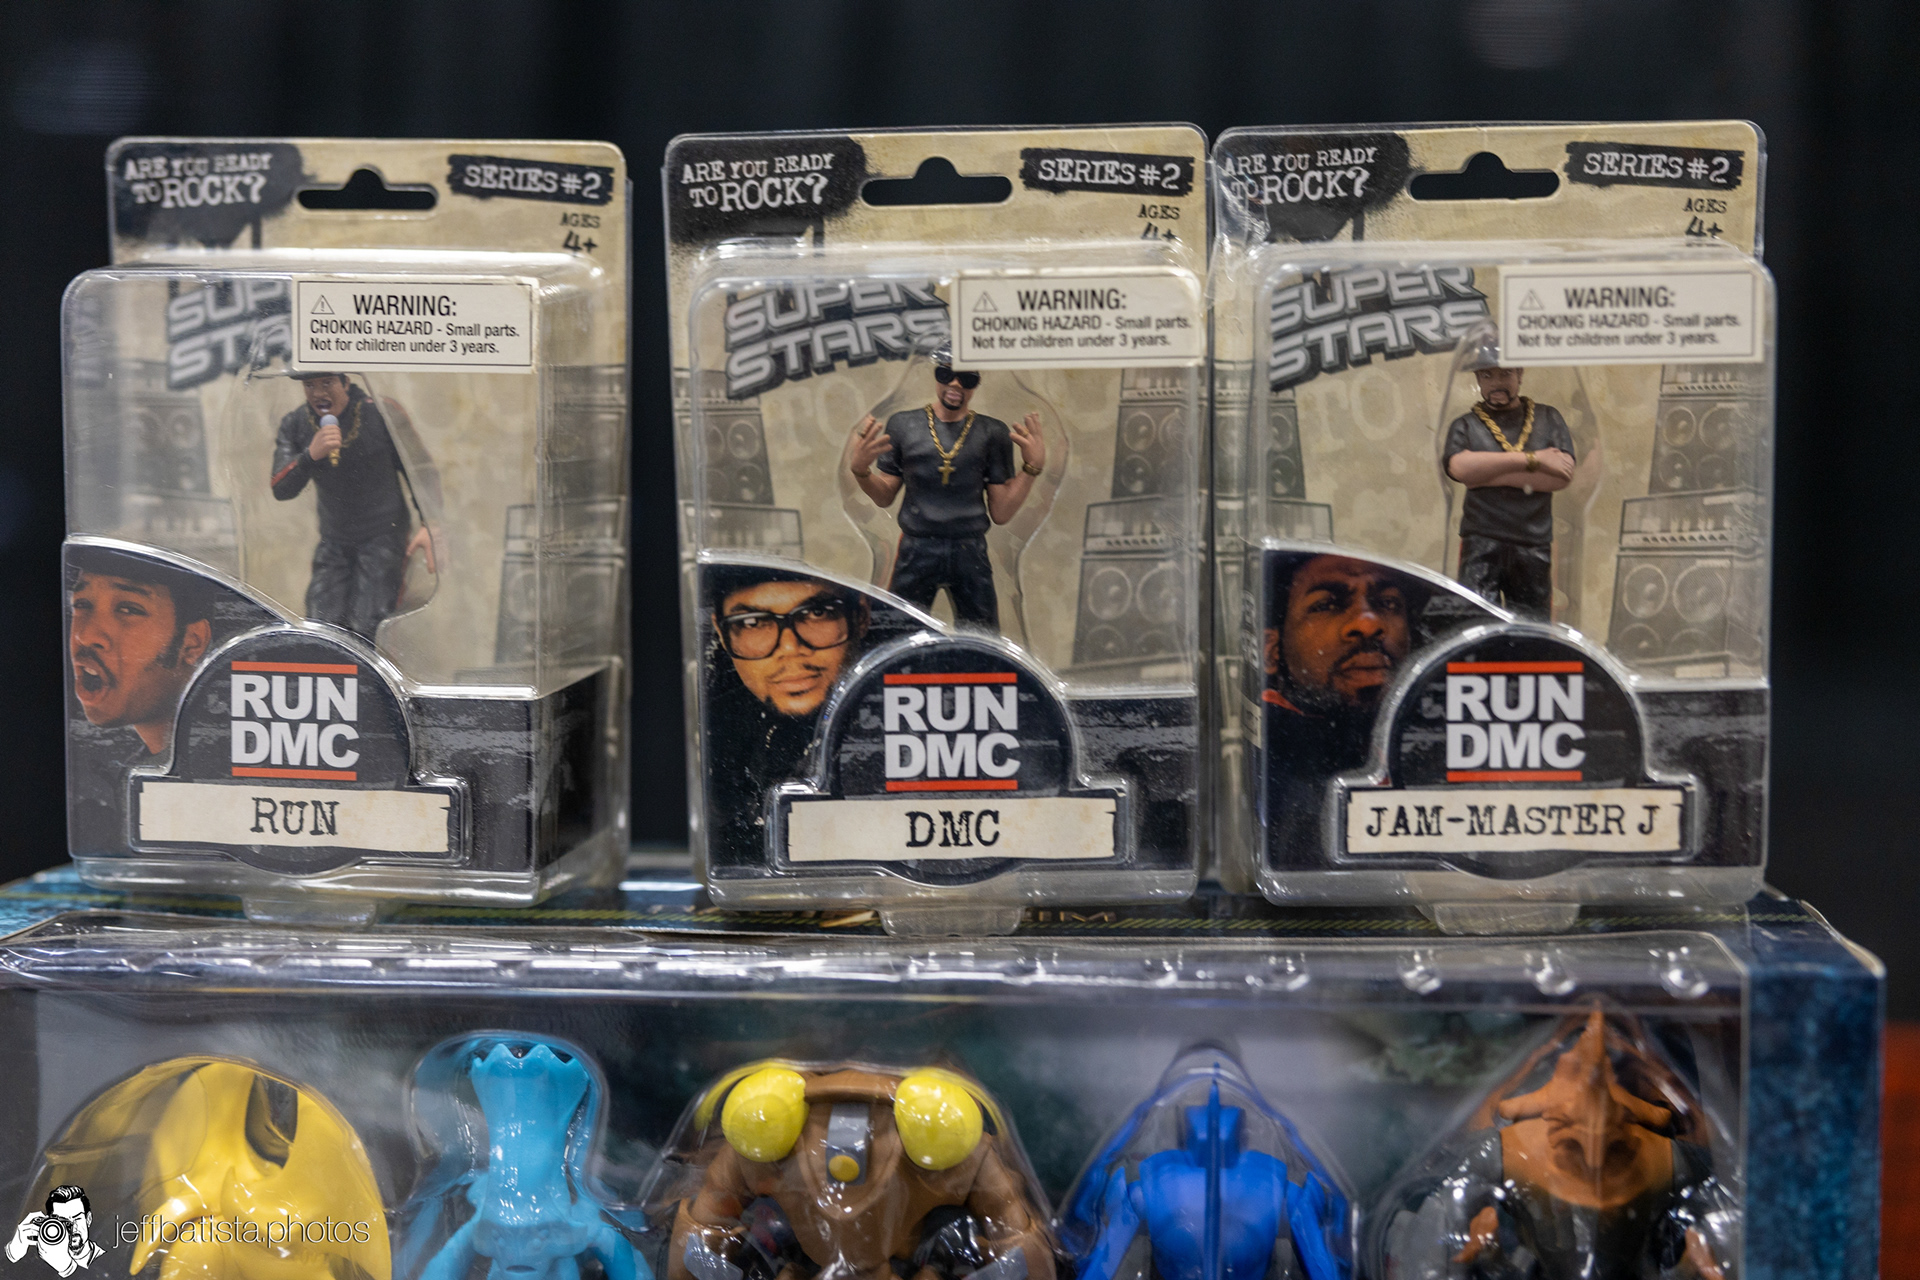 ARE YOU READY
TO ROCK?
SERIES #2
AGES
4+
SUPER
STARS
WARNING:
CHOKING HAZARD - Small parts.
Not for children under 3 years.
RUN
DMC
RUN
ARE YOU READY
TO ROCK?
SERIES #2
AGES
4+
SUPER
STARS
WARNING:
CHOKING HAZARD - Small parts.
Not for children under 3 years.
RUN
DMC
DMC
ARE YOU READY
TO ROCK?
SERIES #2
AGES
4+
SUPER
STARS
WARNING:
CHOKING HAZARD - Small parts.
Not for children under 3 years.
RUN
DMC
JAM-MASTER J
jeffbatista.photos